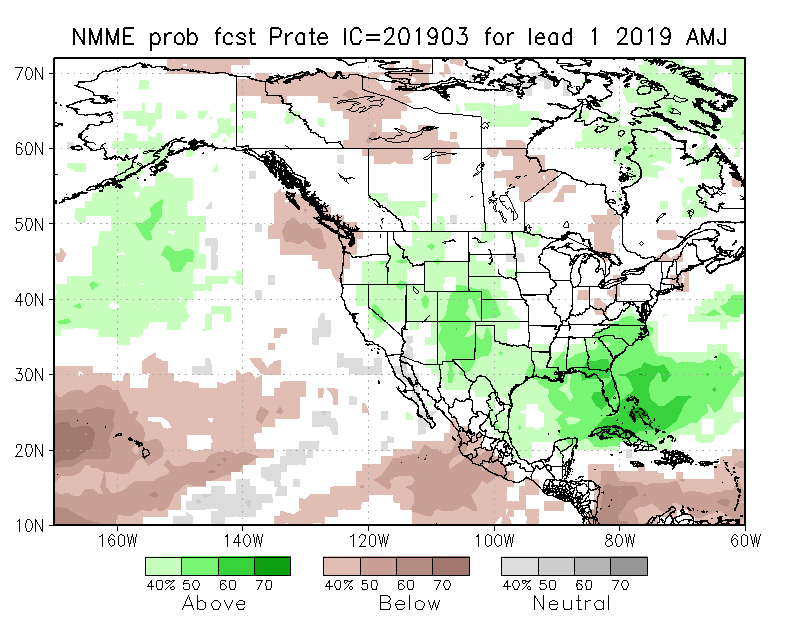 NMME prob fcst Prate IC=201903 for lead 1 2019 AMJ
70N
60N
50N
40N
30N
20N
10N
160W 140W 120W 100W 80W 60W
40% 50 60 70 40% 50 60 70 40% 50 60 70
Above Below Neutral